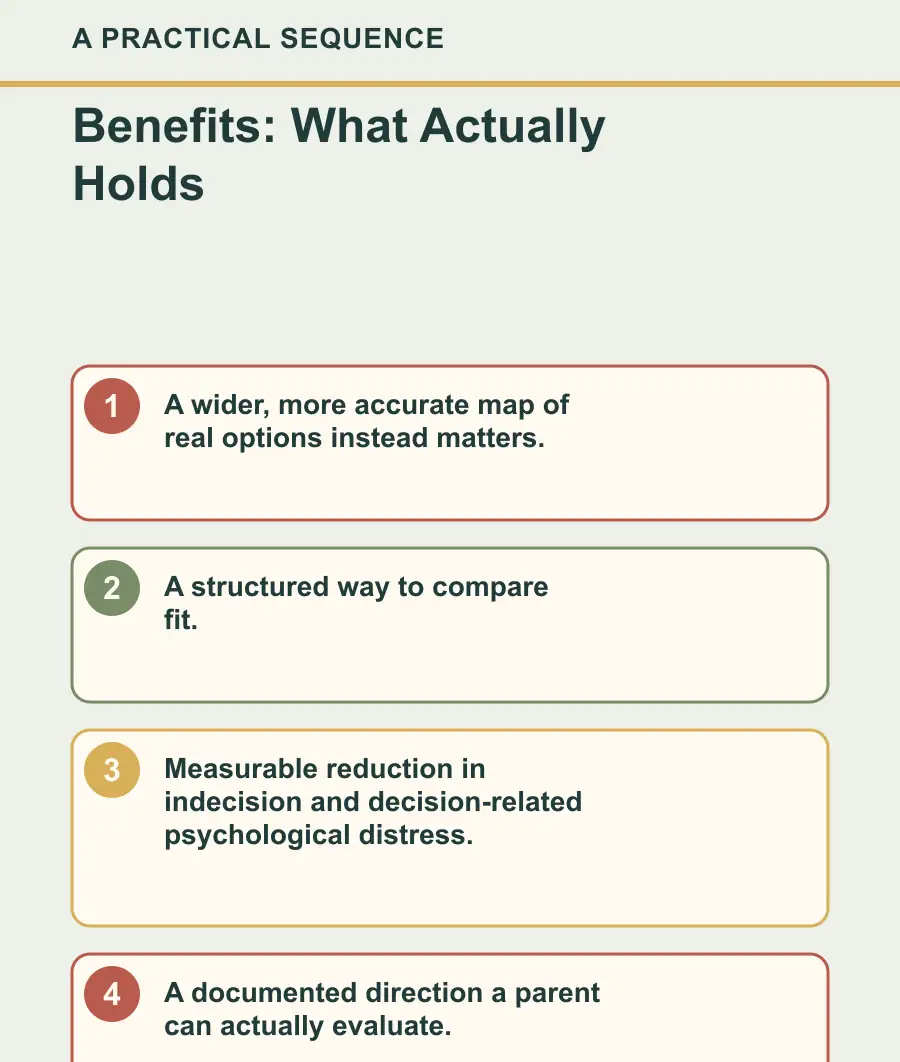 A PRACTICAL SEQUENCE
Benefits: What Actually
Holds
1
A wider, more accurate map of
real options instead matters.
2
A structured way to compare
fit.
3
Measurable reduction in
indecision and decision-related
psychological distress.
4
A documented direction a parent
can actually evaluate.